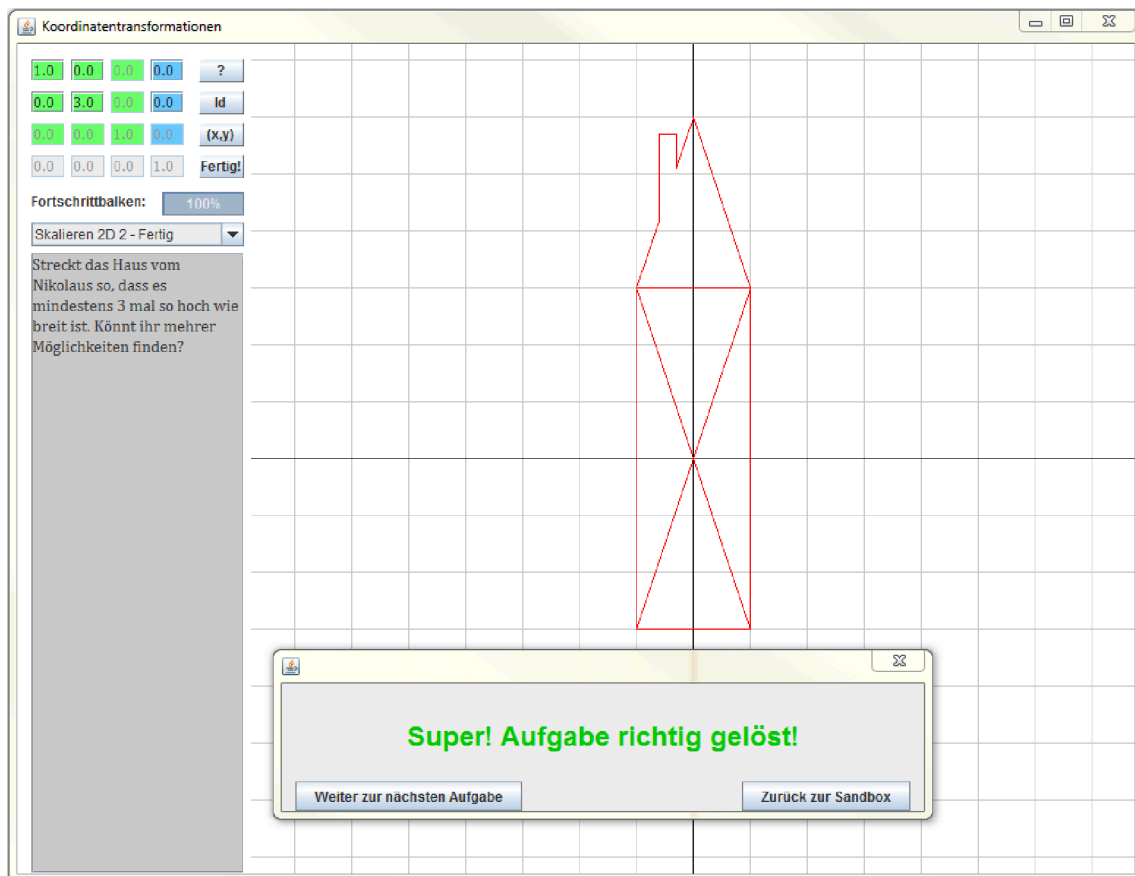 Koordinatentransformationen
1.0 0.0 0.0 0.0 ?
0.0 3.0 0.0 0.0 Id
0.0 0.0 1.0 0.0 (x,y)
0.0 0.0 0.0 1.0 Fertig!
Fortschrittbalken: 100%
Skalieren 2D 2 - Fertig
Streckt das Haus vom
Nikolaus so, dass es
mindestens 3 mal so hoch wie
breit ist. Könnt ihr mehrer
Möglichkeiten finden?
Super! Aufgabe richtig gelöst!
Weiter zur nächsten Aufgabe Zurück zur Sandbox